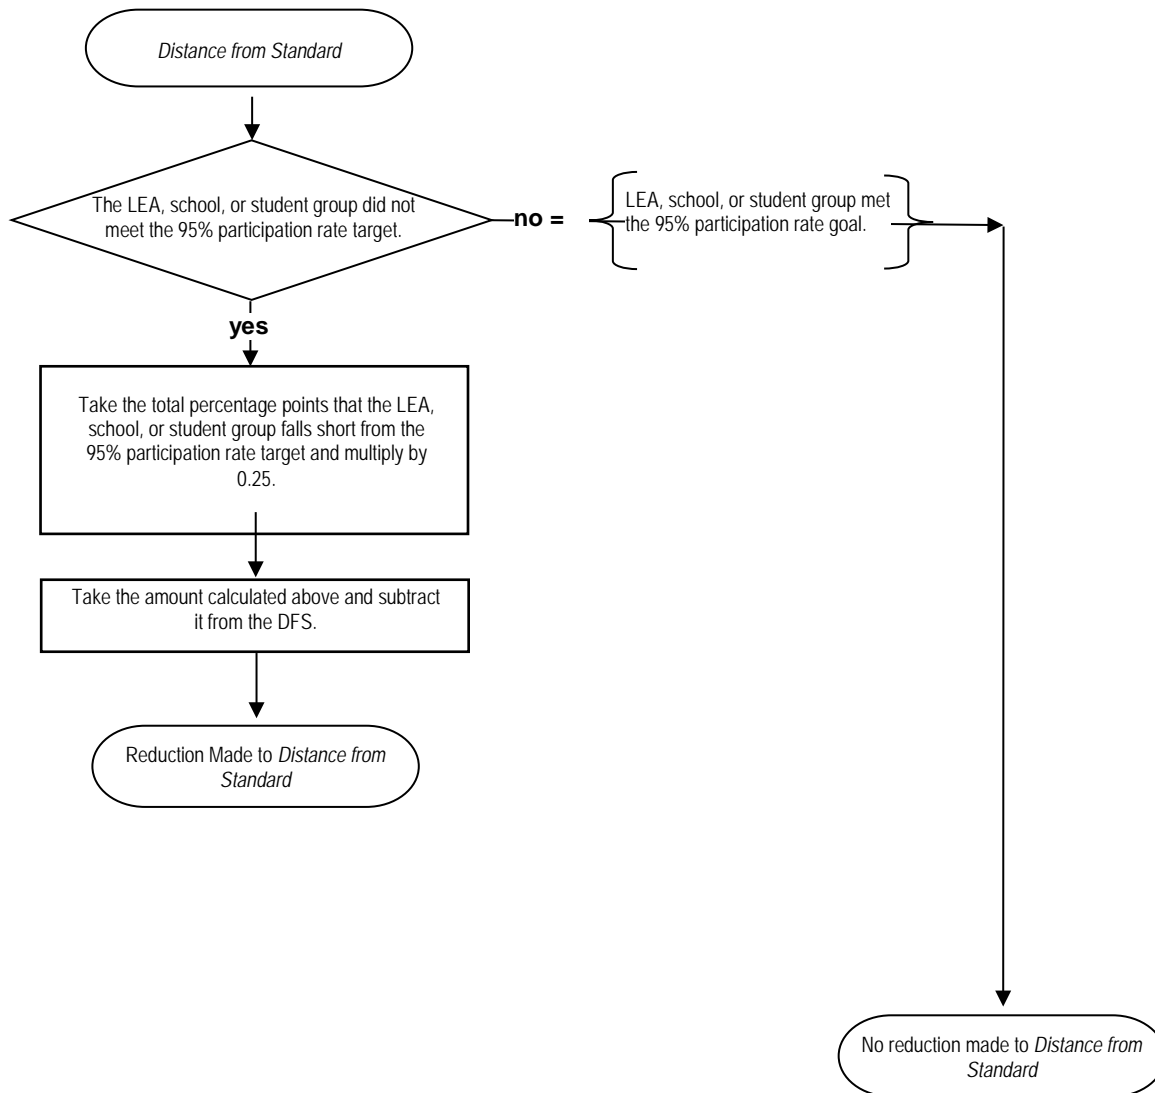 Distance from Standard
The LEA, school, or student group did not
meet the 95% participation rate target.
no =
LEA, school, or student group met
the 95% participation rate goal.
yes
Take the total percentage points that the LEA,
school, or student group falls short from the
95% participation rate target and multiply by
0.25.
Take the amount calculated above and subtract
it from the DFS.
Reduction Made to Distance from
Standard
No reduction made to Distance from
Standard